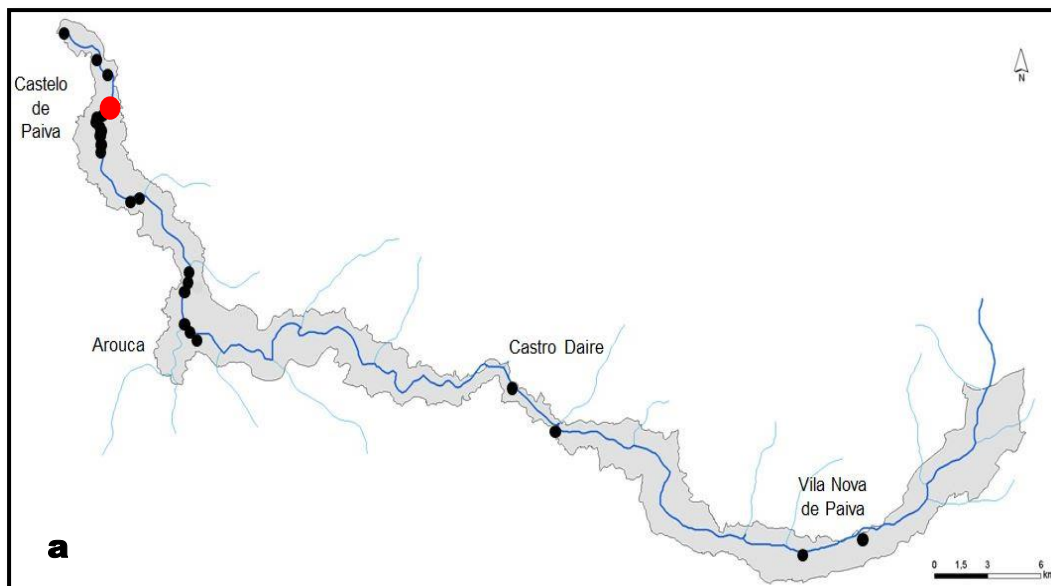 Castelo
de
Paiva
N
Arouca
Castro Daire
Vila Nova
de Paiva
a
0 1,5 3 6
km